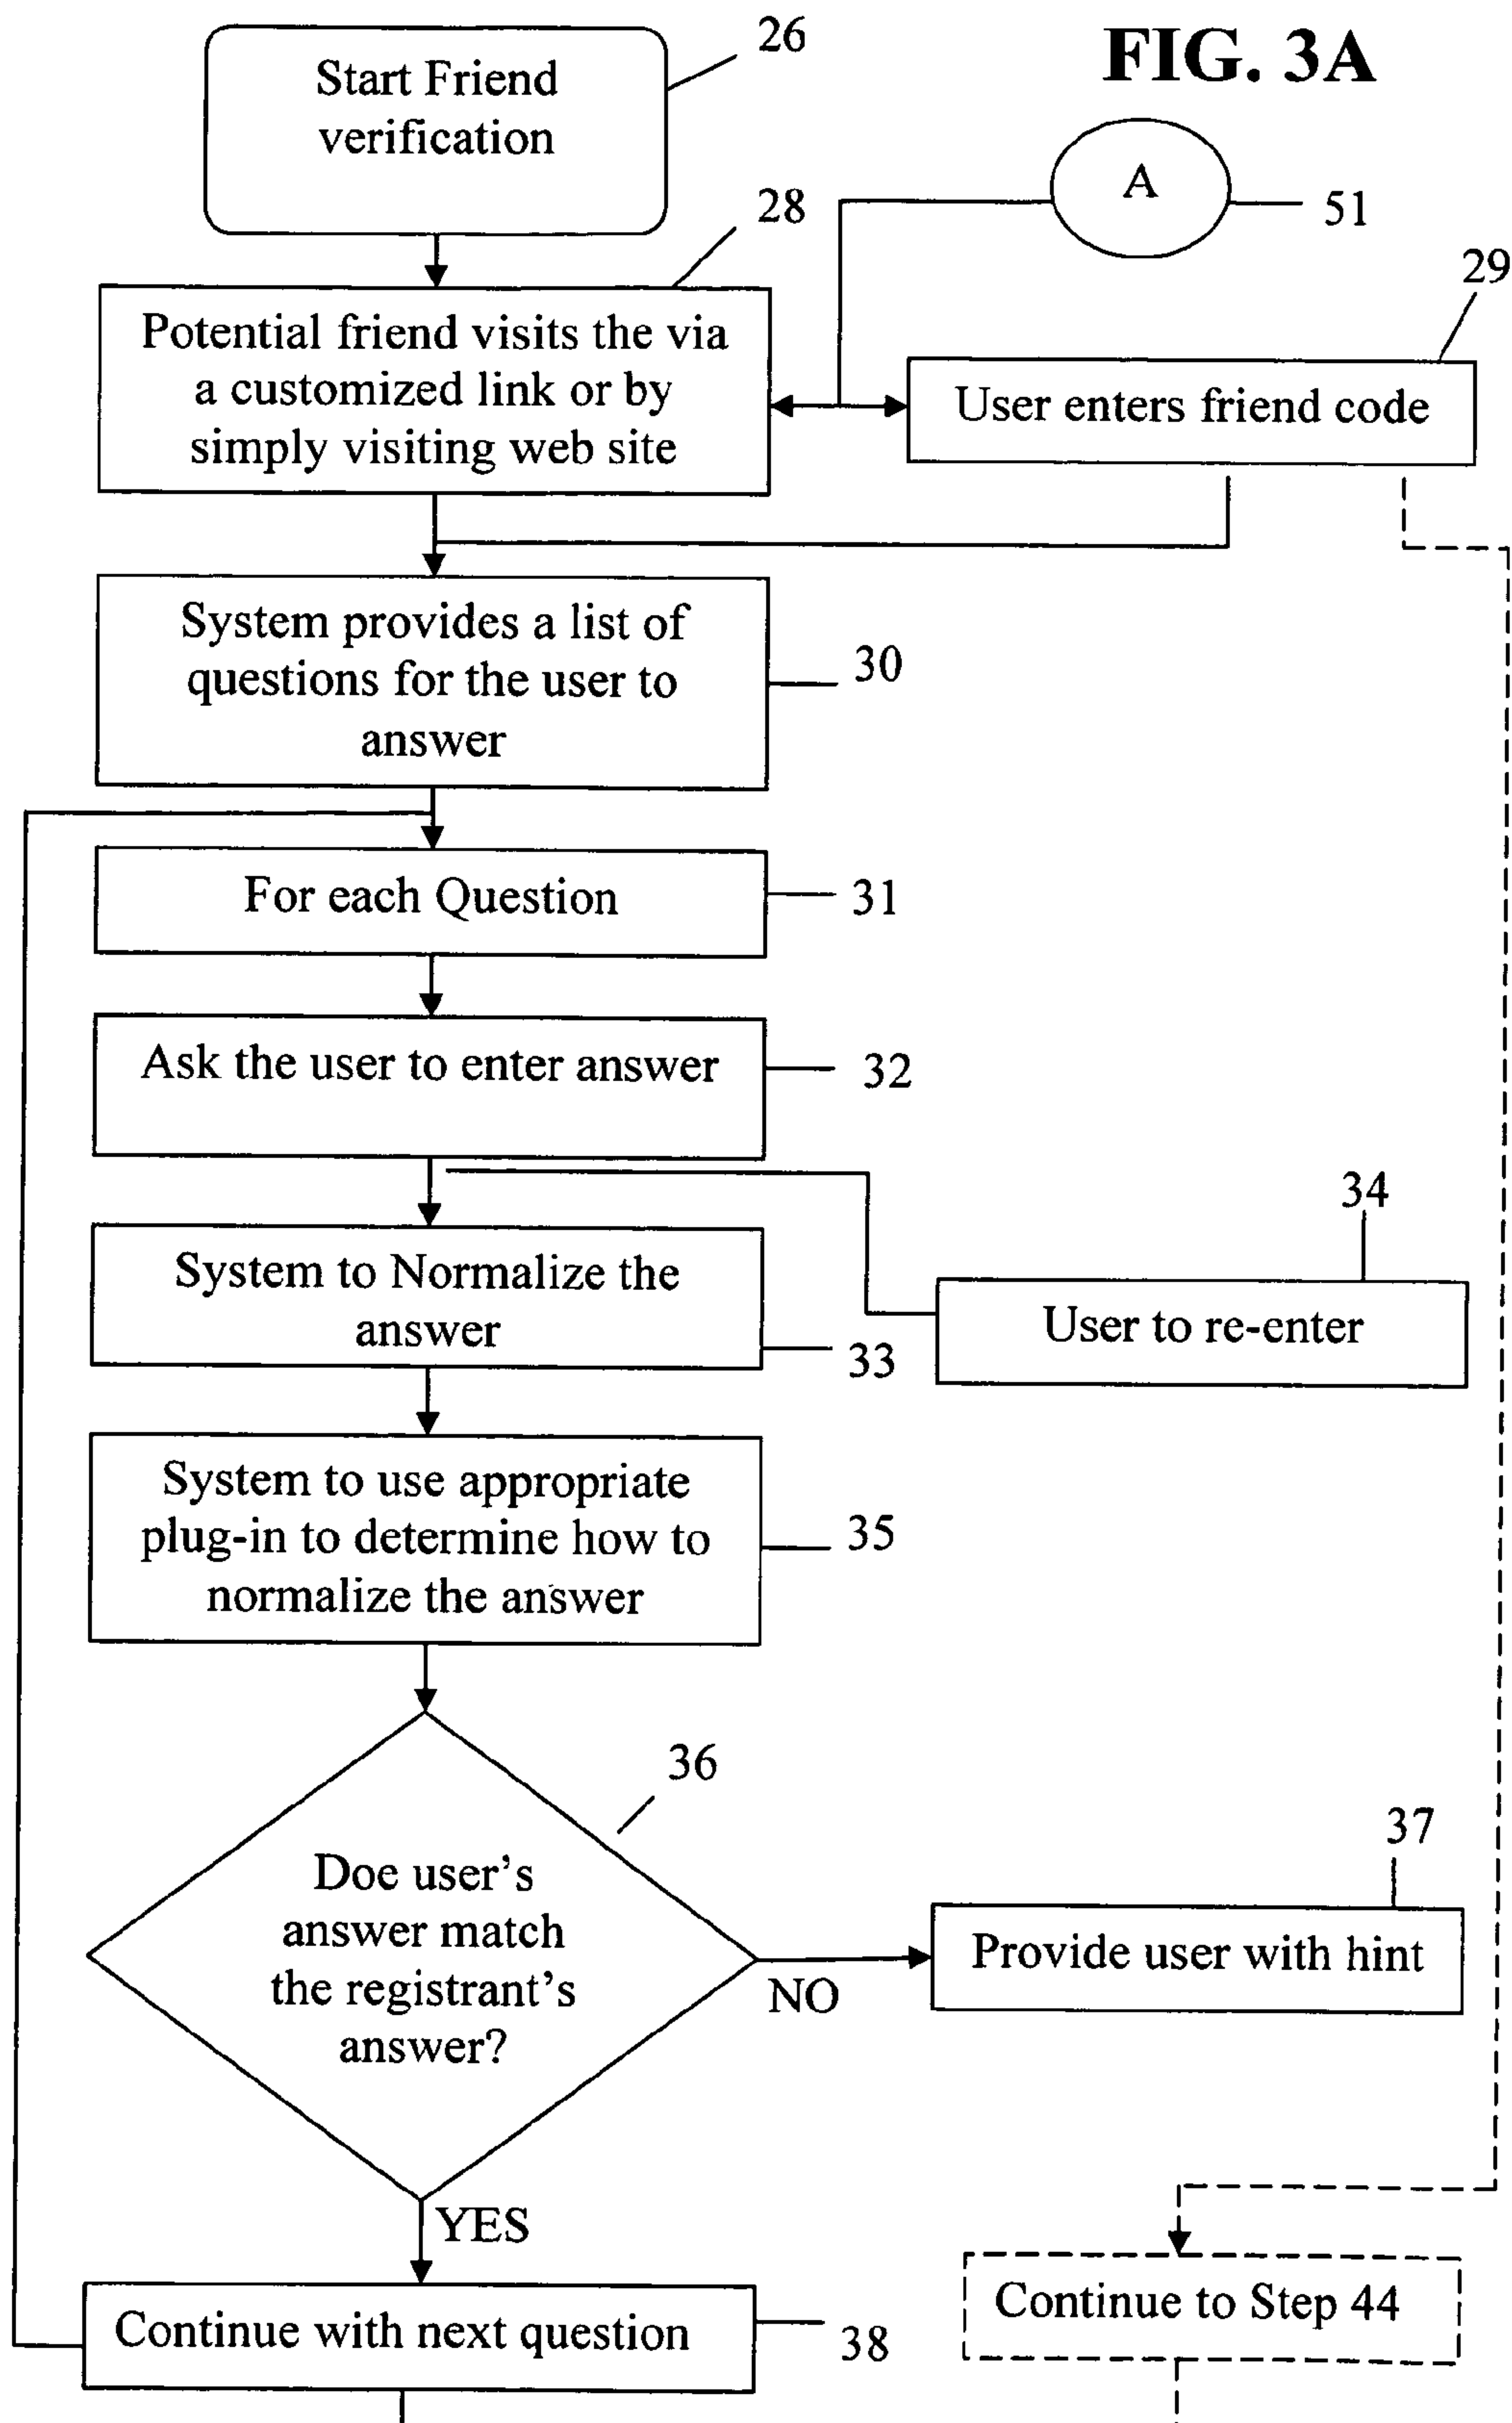 FIG. 3A
26
Start Friend
verification
A
51
28
29
Potential friend visits the via
a customized link or by
simply visiting web site
User enters friend code
System provides a list of
questions for the user to
answer
30
For each Question
31
Ask the user to enter answer
32
34
System to Normalize the
answer
33
User to re-enter
System to use appropriate
plug-in to determine how to
normalize the answer
35
36
Doe user's
answer match
the registrant's
answer?
37
NO
Provide user with hint
YES
Continue with next question
38
Continue to Step 44